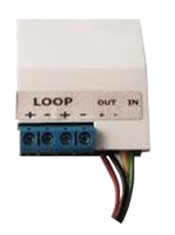 LOOP OUT IN
+ - + - + -